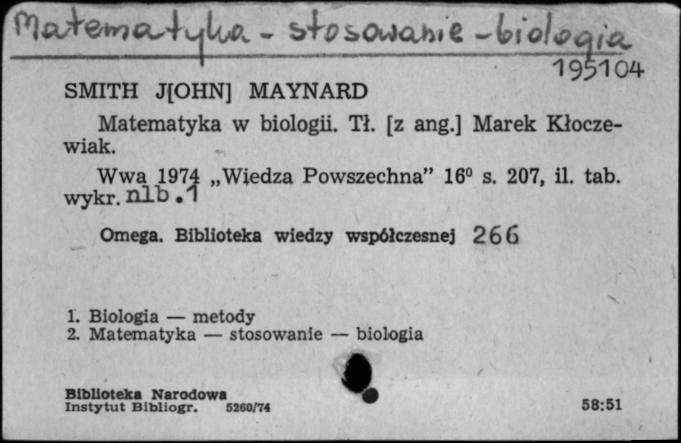 Matematyka - stosowanie - biologia
195104
SMITH J[OHN] MAYNARD
Matematyka w biologii. Tł. [z ang.] Marek Kłocze-
wiak.
Wwa 1974 „Wiedza Powszechna” 16⁰ s. 207, il. tab.
wykr. nlb.1
Omega. Biblioteka wiedzy współczesnej 266
1. Biologia — metody
2. Matematyka — stosowanie — biologia
Biblioteka Narodowa
Instytut Bibliogr. 5260/74 58:51